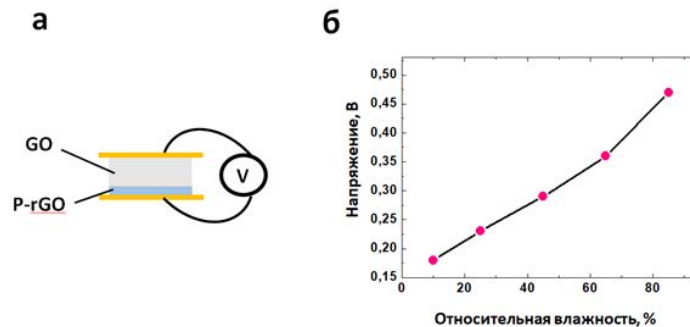 а
GO
P-rGO
V
б
Напряжение, В
0,50
0,45
0,40
0,35
0,30
0,25
0,20
0,15
0
20
40
60
80
Относительная влажность, %